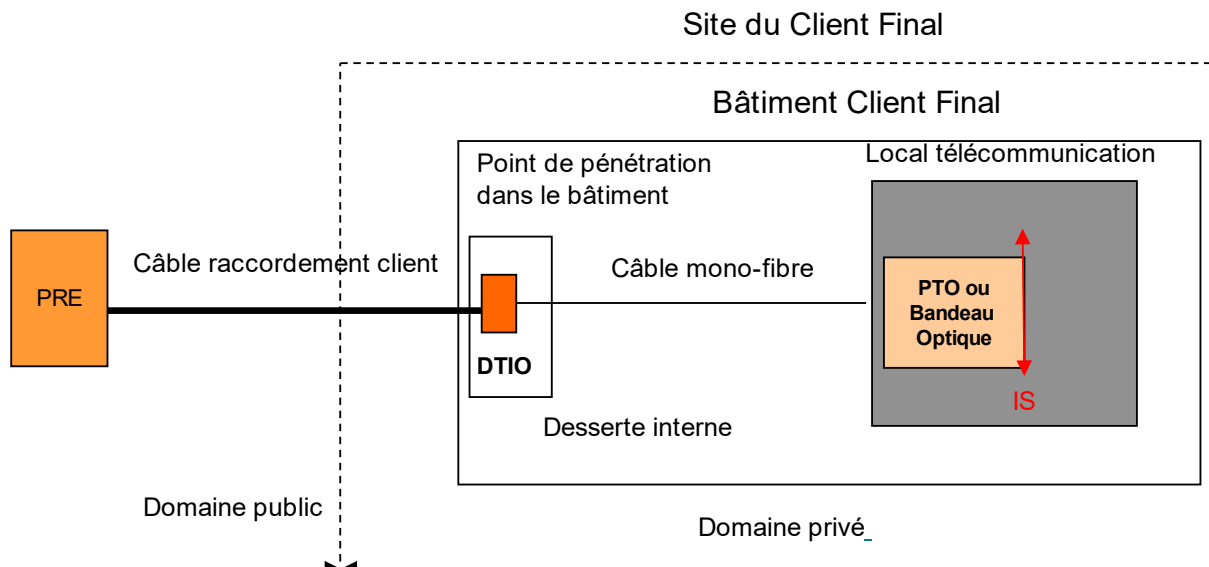 Site du Client Final
Bâtiment Client Final
Point de pénétration
dans le bâtiment
Local télécommunication
Câble raccordement client
Câble mono-fibre
PRE
PTO ou
Bandeau
Optique
DTIO
IS
Desserte interne
Domaine public
Domaine privé